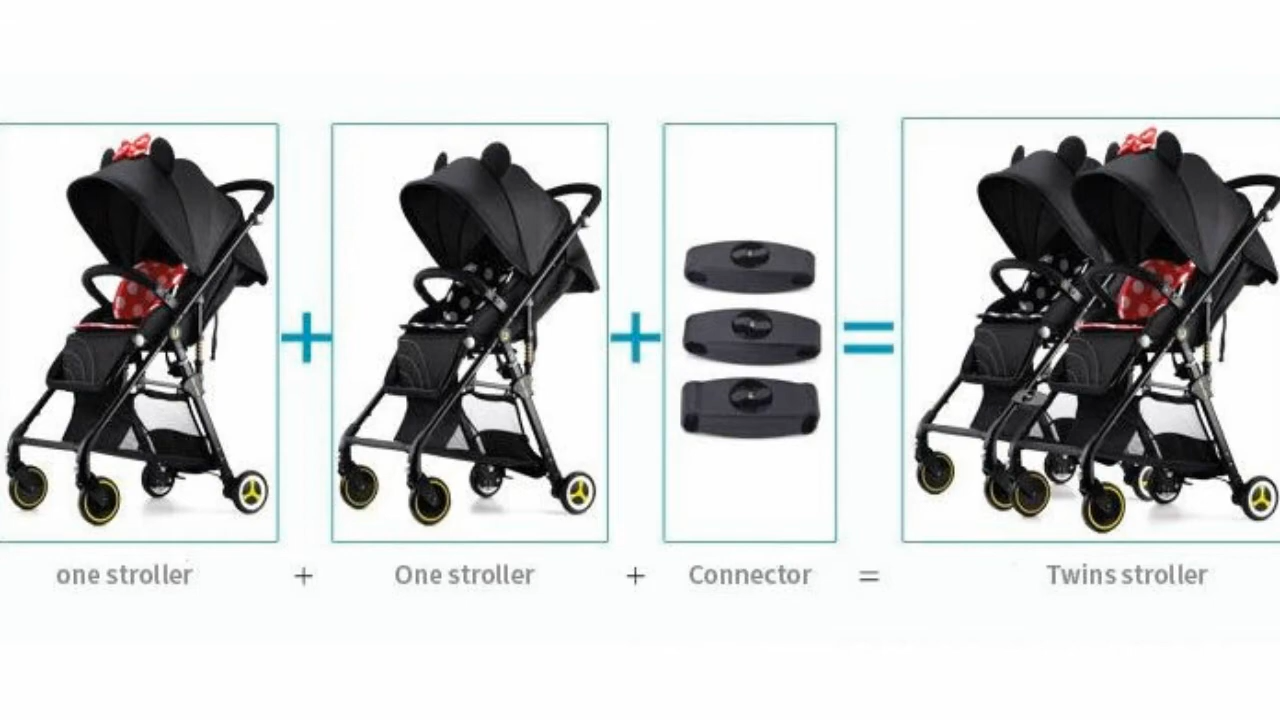 one stroller + One stroller + Connector = Twins stroller